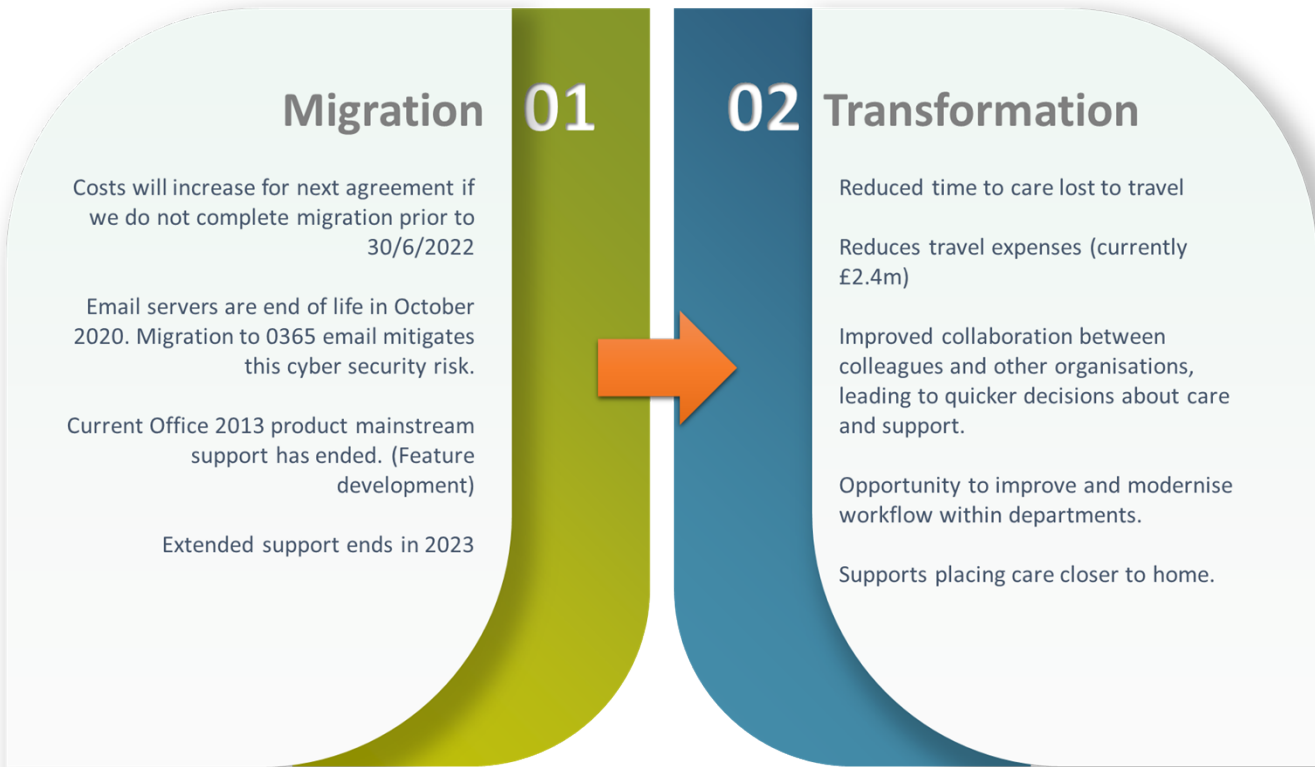 Migration 01
Costs will increase for next agreement if
we do not complete migration prior to
30/6/2022
Email servers are end of life in October
2020. Migration to 0365 email mitigates
this cyber security risk.
Current Office 2013 product mainstream
support has ended. (Feature
development)
Extended support ends in 2023
02 Transformation
Reduced time to care lost to travel
Reduces travel expenses (currently
£2.4m)
Improved collaboration between
colleagues and other organisations,
leading to quicker decisions about care
and support.
Opportunity to improve and modernise
workflow within departments.
Supports placing care closer to home.